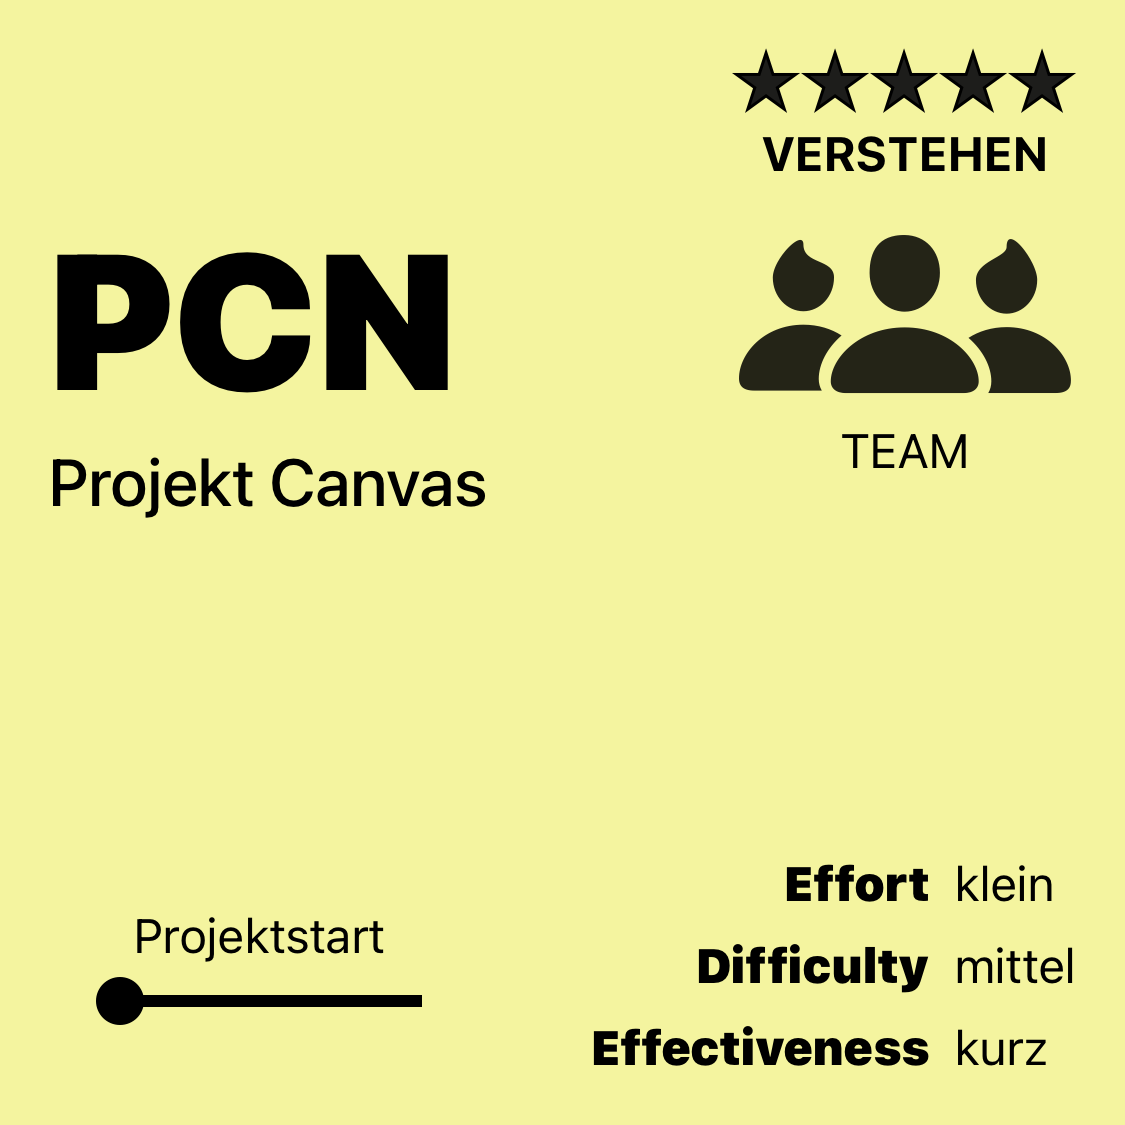 VERSTEHEN
PCN
Projekt Canvas
TEAM
Projektstart
Effort klein
Difficulty mittel
Effectiveness kurz